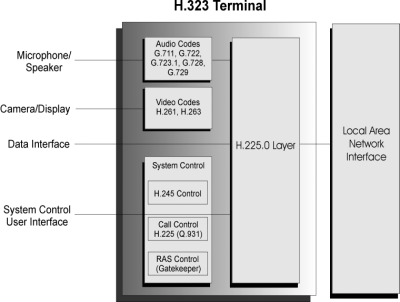 H.323 Terminal
Microphone/
Speaker
Audio Codes
G.711, G.722,
G.723.1, G.728,
G.729
Camera/Display
Video Codes
H.261, H.263
Data Interface
H.225.0 Layer
Local Area
Network
Interface
System Control
H.245 Control
System Control
User Interface
Call Control
H.225 (Q.931)
RAS Control
(Gatekeeper)